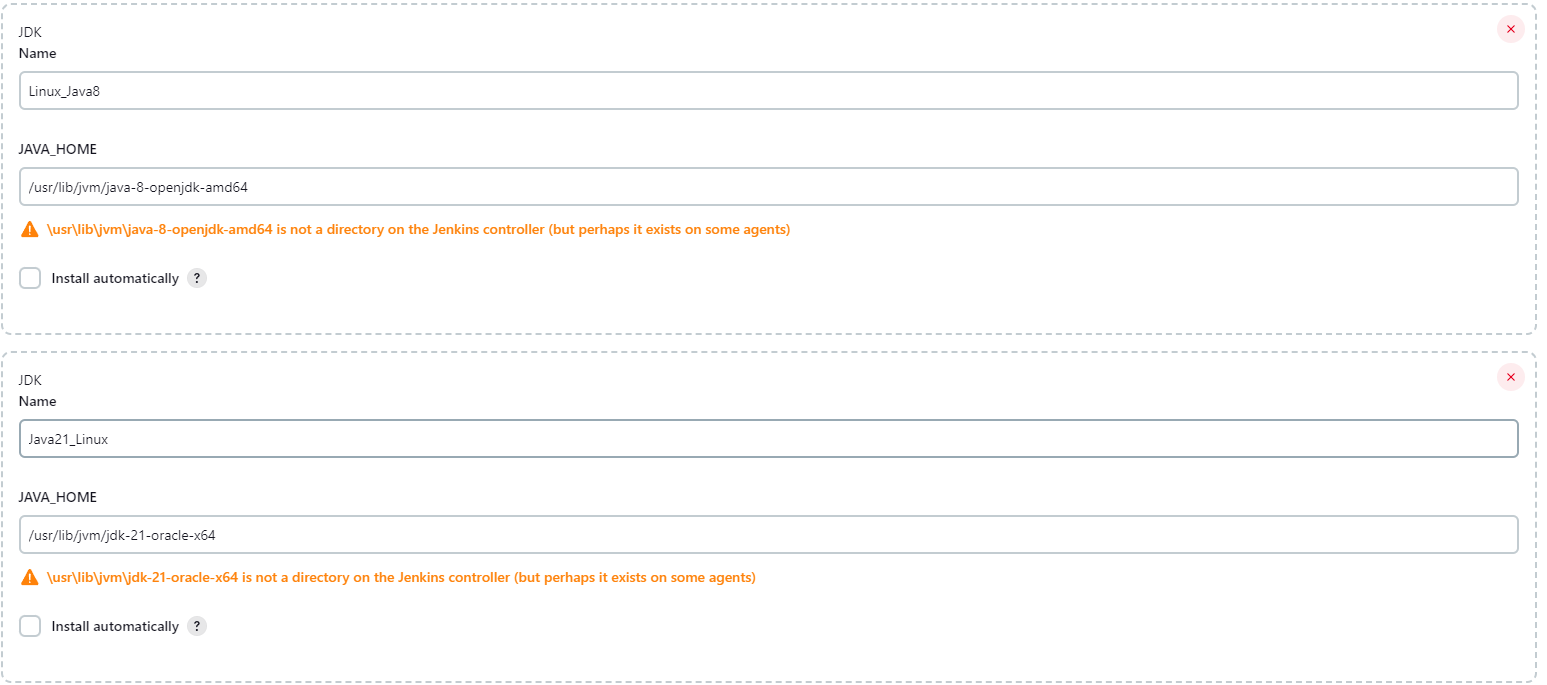 JDK
Name
Linux_Java8
JAVA_HOME
/usr/lib/jvm/java-8-openjdk-amd64
\usr\lib\jvm\java-8-openjdk-amd64 is not a directory on the Jenkins controller (but perhaps it exists on some agents)
Install automatically ?
JDK
Name
Java21_Linux
JAVA_HOME
/usr/lib/jvm/jdk-21-oracle-x64
\usr\lib\jvm\jdk-21-oracle-x64 is not a directory on the Jenkins controller (but perhaps it exists on some agents)
Install automatically ?